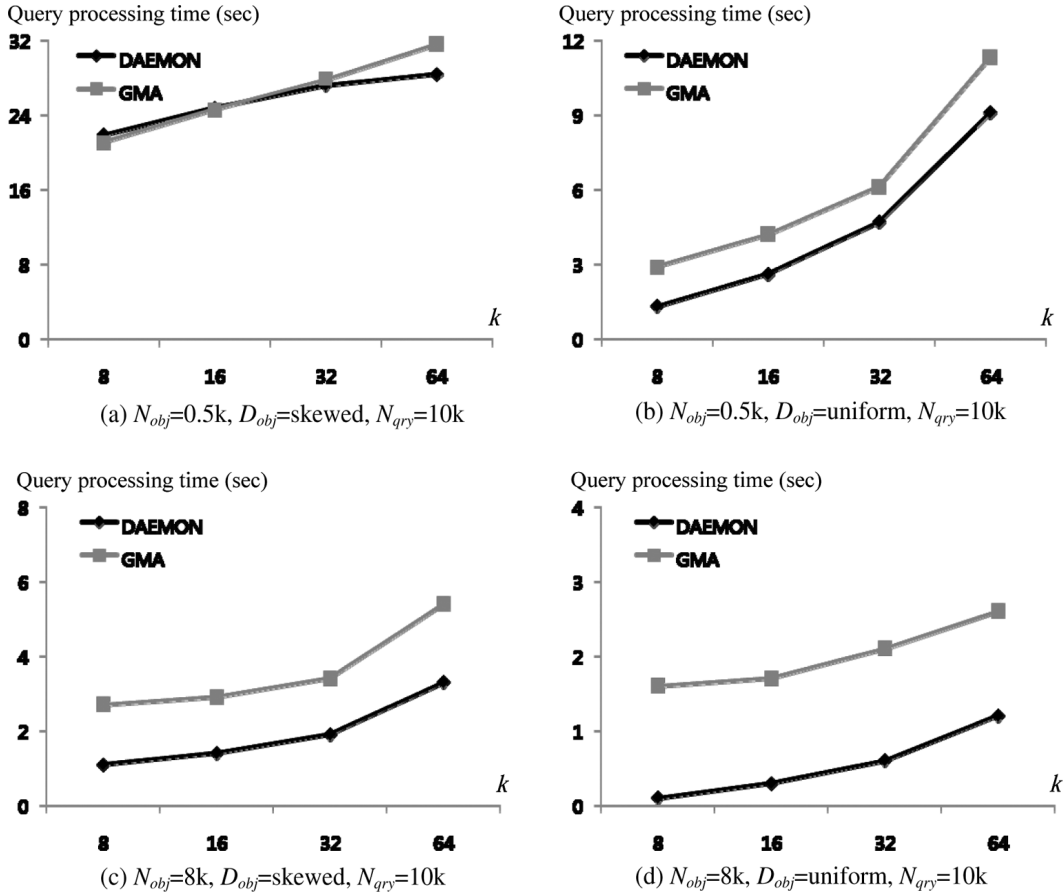 Query processing time (sec)
32
24
16
8
0
DAEMON
GMA
k
8 16 32 64
(a) Nobj=0.5k, Dobj=skewed, Nqry=10k
Query processing time (sec)
12
9
6
3
0
DAEMON
GMA
k
8 16 32 64
(b) Nobj=0.5k, Dobj=uniform, Nqry=10k
Query processing time (sec)
8
6
4
2
0
DAEMON
GMA
k
8 16 32 64
(c) Nobj=8k, Dobj=skewed, Nqry=10k
Query processing time (sec)
4
3
2
1
0
DAEMON
GMA
k
8 16 32 64
(d) Nobj=8k, Dobj=uniform, Nqry=10k